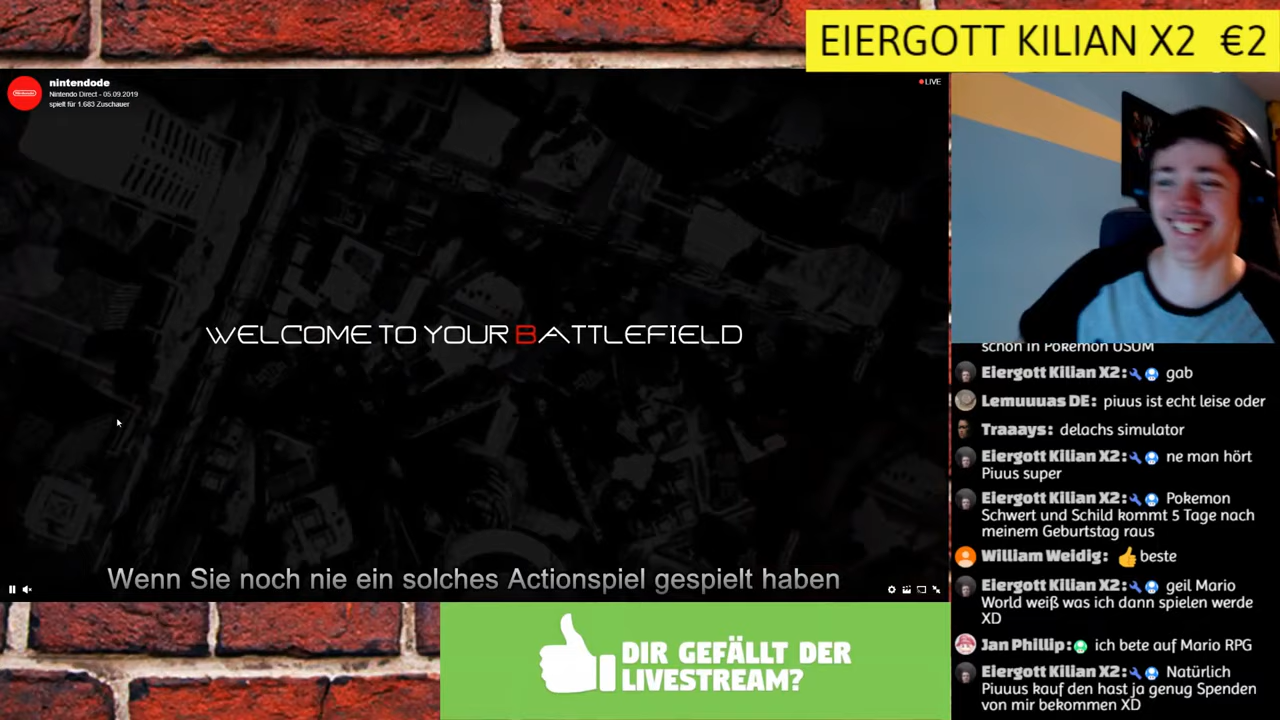 EIERGOTT KILIAN X2 €2
nintendode
Nintendo Direct - 05.09.2019
spielt für 1.683 Zuschauer
LIVE
Nintendo
WELCOME TO YOUR BATTLEFIELD
Wenn Sie noch nie ein solches Actionspiel gespielt haben
schon in Pokemon USUM
Eiergott Kilian X2: gab
Lemuuuas DE: piuus ist echt leise oder
Traaays: delachs simulator
Eiergott Kilian X2: ne man hört
Piuus super
Eiergott Kilian X2: Pokemon
Schwert und Schild kommt 5 Tage nach
meinem Geburtstag raus
William Weidig: 👍beste
Eiergott Kilian X2: geil Mario
World weiß was ich dann spielen werde
XD
Jan Phillip: ich bete auf Mario RPG
Eiergott Kilian X2: Natürlich
Piuuus kauf den hast ja genug Spenden
von mir bekommen XD
DIR GEFÄLLT DER
LIVESTREAM?